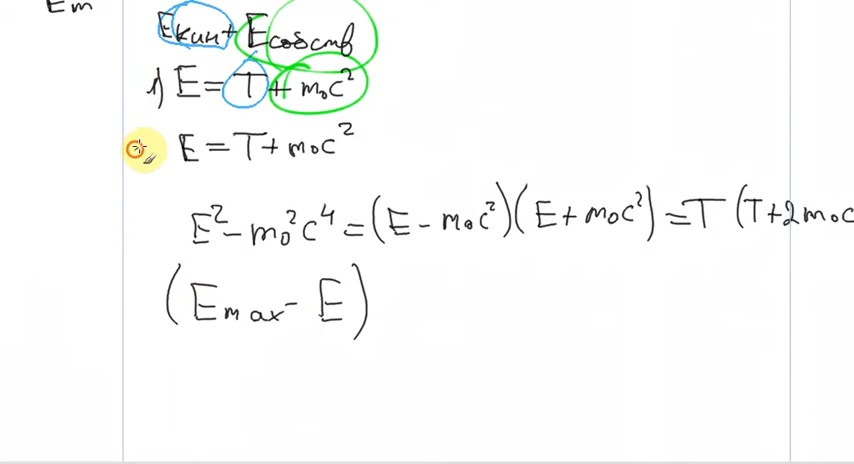 Em
Eкин + Eсобств
1) E = T + m₀c²
E = T + m₀c²
E² - m₀²c⁴ = (E - m₀c²)(E + m₀c²) = T (T + 2m₀c
(Emax - E)